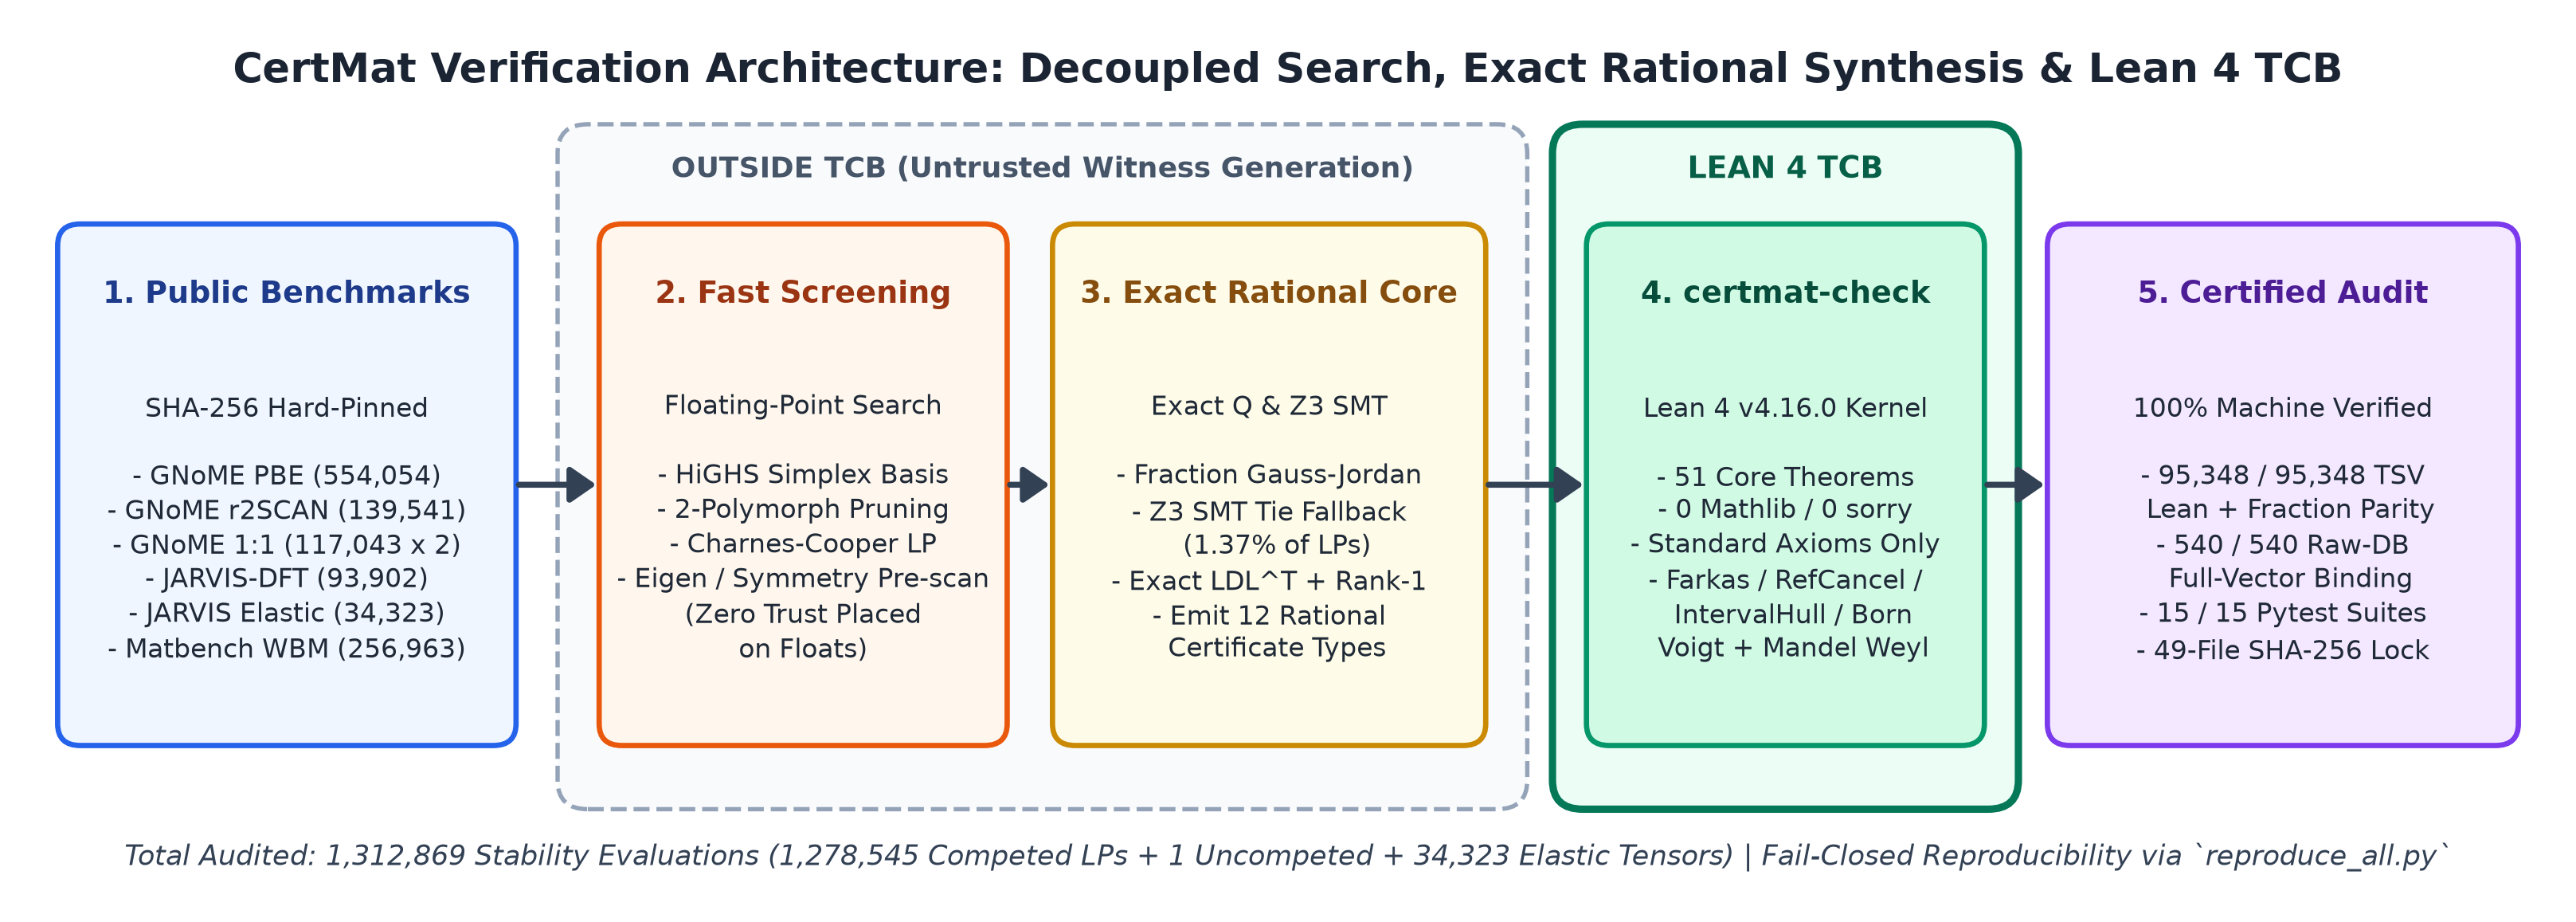 CertMat Verification Architecture: Decoupled Search, Exact Rational Synthesis & Lean 4 TCB
OUTSIDE TCB (Untrusted Witness Generation)
LEAN 4 TCB
1. Public Benchmarks
SHA-256 Hard-Pinned
- GNoME PBE (554,054)
- GNoME r2SCAN (139,541)
- GNoME 1:1 (117,043 x 2)
- JARVIS-DFT (93,902)
- JARVIS Elastic (34,323)
- Matbench WBM (256,963)
2. Fast Screening
Floating-Point Search
- HiGHS Simplex Basis
- 2-Polymorph Pruning
- Charnes-Cooper LP
- Eigen / Symmetry Pre-scan
(Zero Trust Placed
on Floats)
3. Exact Rational Core
Exact Q & Z3 SMT
- Fraction Gauss-Jordan
- Z3 SMT Tie Fallback
(1.37% of LPs)
- Exact LDL^T + Rank-1
- Emit 12 Rational
Certificate Types
4. certmat-check
Lean 4 v4.16.0 Kernel
- 51 Core Theorems
- 0 Mathlib / 0 sorry
- Standard Axioms Only
- Farkas / RefCancel /
IntervalHull / Born
Voigt + Mandel Weyl
5. Certified Audit
100% Machine Verified
- 95,348 / 95,348 TSV
Lean + Fraction Parity
- 540 / 540 Raw-DB
Full-Vector Binding
- 15 / 15 Pytest Suites
- 49-File SHA-256 Lock
Total Audited: 1,312,869 Stability Evaluations (1,278,545 Competed LPs + 1 Uncompeted + 34,323 Elastic Tensors) | Fail-Closed Reproducibility via `reproduce_all.py`